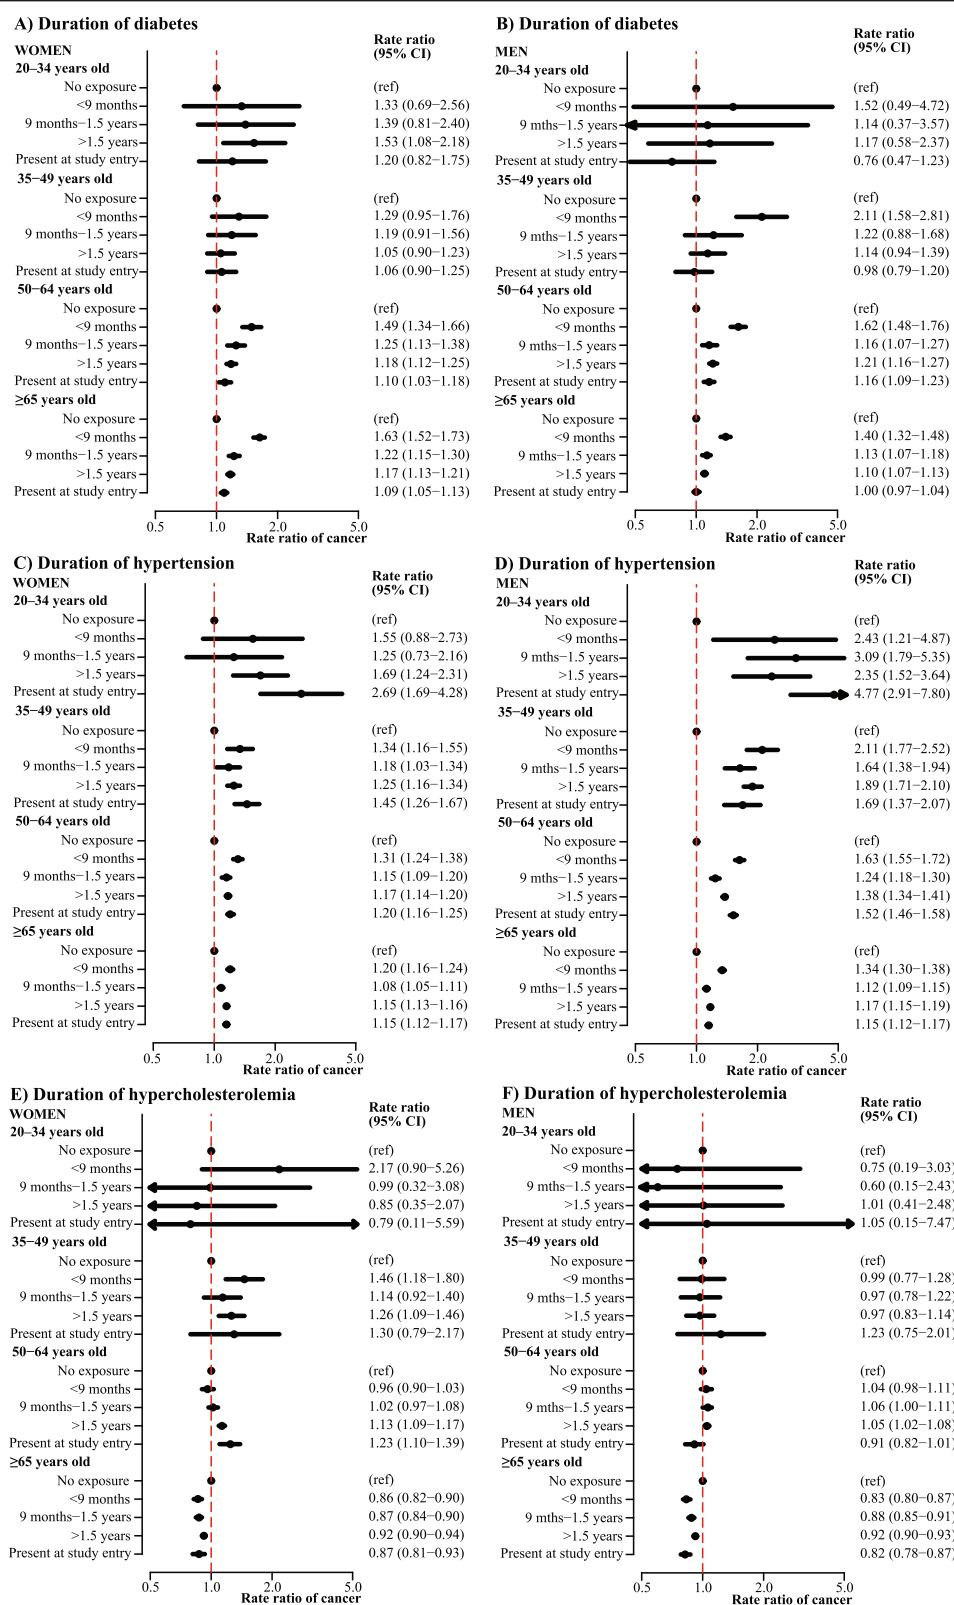 A) Duration of diabetes
WOMEN
Rate ratio
(95% CI)
20–34 years old
No exposure (ref)
<9 months 1.33 (0.69−2.56)
9 months−1.5 years 1.39 (0.81−2.40)
>1.5 years 1.53 (1.08−2.18)
Present at study entry 1.20 (0.82−1.75)
35−49 years old
No exposure (ref)
<9 months 1.29 (0.95−1.76)
9 months−1.5 years 1.19 (0.91−1.56)
>1.5 years 1.05 (0.90−1.23)
Present at study entry 1.06 (0.90−1.25)
50−64 years old
No exposure (ref)
<9 months 1.49 (1.34−1.66)
9 months−1.5 years 1.25 (1.13−1.38)
>1.5 years 1.18 (1.12−1.25)
Present at study entry 1.10 (1.03−1.18)
≥65 years old
No exposure (ref)
<9 months 1.63 (1.52−1.73)
9 months−1.5 years 1.22 (1.15−1.30)
>1.5 years 1.17 (1.13−1.21)
Present at study entry 1.09 (1.05−1.13)
0.5 1.0 2.0 5.0
Rate ratio of cancer
B) Duration of diabetes
MEN
Rate ratio
(95% CI)
20–34 years old
No exposure (ref)
<9 months 1.52 (0.49−4.72)
9 mths−1.5 years 1.14 (0.37−3.57)
>1.5 years 1.17 (0.58−2.37)
Present at study entry 0.76 (0.47−1.23)
35−49 years old
No exposure (ref)
<9 months 2.11 (1.58−2.81)
9 mths−1.5 years 1.22 (0.88−1.68)
>1.5 years 1.14 (0.94−1.39)
Present at study entry 0.98 (0.79−1.20)
50−64 years old
No exposure (ref)
<9 months 1.62 (1.48−1.76)
9 mths−1.5 years 1.16 (1.07−1.27)
>1.5 years 1.21 (1.16−1.27)
Present at study entry 1.16 (1.09−1.23)
≥65 years old
No exposure (ref)
<9 months 1.40 (1.32−1.48)
9 mths−1.5 years 1.13 (1.07−1.18)
>1.5 years 1.10 (1.07−1.13)
Present at study entry 1.00 (0.97−1.04)
0.5 1.0 2.0 5.0
Rate ratio of cancer
C) Duration of hypertension
WOMEN
Rate ratio
(95% CI)
20–34 years old
No exposure (ref)
<9 months 1.55 (0.88−2.73)
9 months−1.5 years 1.25 (0.73−2.16)
>1.5 years 1.69 (1.24−2.31)
Present at study entry 2.69 (1.69−4.28)
35−49 years old
No exposure (ref)
<9 months 1.34 (1.16−1.55)
9 months−1.5 years 1.18 (1.03−1.34)
>1.5 years 1.25 (1.16−1.34)
Present at study entry 1.45 (1.26−1.67)
50−64 years old
No exposure (ref)
<9 months 1.31 (1.24−1.38)
9 months−1.5 years 1.15 (1.09−1.20)
>1.5 years 1.17 (1.14−1.20)
Present at study entry 1.20 (1.16−1.25)
≥65 years old
No exposure (ref)
<9 months 1.20 (1.16−1.24)
9 months−1.5 years 1.08 (1.05−1.11)
>1.5 years 1.15 (1.13−1.16)
Present at study entry 1.15 (1.12−1.17)
0.5 1.0 2.0 5.0
Rate ratio of cancer
D) Duration of hypertension
MEN
Rate ratio
(95% CI)
20–34 years old
No exposure (ref)
<9 months 2.43 (1.21−4.87)
9 mths−1.5 years 3.09 (1.79−5.35)
>1.5 years 2.35 (1.52−3.64)
Present at study entry 4.77 (2.91−7.80)
35−49 years old
No exposure (ref)
<9 months 2.11 (1.77−2.52)
9 mths−1.5 years 1.64 (1.38−1.94)
>1.5 years 1.89 (1.71−2.10)
Present at study entry 1.69 (1.37−2.07)
50−64 years old
No exposure (ref)
<9 months 1.63 (1.55−1.72)
9 mths−1.5 years 1.24 (1.18−1.30)
>1.5 years 1.38 (1.34−1.41)
Present at study entry 1.52 (1.46−1.58)
≥65 years old
No exposure (ref)
<9 months 1.34 (1.30−1.38)
9 mths−1.5 years 1.12 (1.09−1.15)
>1.5 years 1.17 (1.15−1.19)
Present at study entry 1.15 (1.12−1.17)
0.5 1.0 2.0 5.0
Rate ratio of cancer
E) Duration of hypercholesterolemia
WOMEN
Rate ratio
(95% CI)
20–34 years old
No exposure (ref)
<9 months 2.17 (0.90−5.26)
9 months−1.5 years 0.99 (0.32−3.08)
>1.5 years 0.85 (0.35−2.07)
Present at study entry 0.79 (0.11−5.59)
35−49 years old
No exposure (ref)
<9 months 1.46 (1.18−1.80)
9 months−1.5 years 1.14 (0.92−1.40)
>1.5 years 1.26 (1.09−1.46)
Present at study entry 1.30 (0.79−2.17)
50−64 years old
No exposure (ref)
<9 months 0.96 (0.90−1.03)
9 months−1.5 years 1.02 (0.97−1.08)
>1.5 years 1.13 (1.09−1.17)
Present at study entry 1.23 (1.10−1.39)
≥65 years old
No exposure (ref)
<9 months 0.86 (0.82−0.90)
9 months−1.5 years 0.87 (0.84−0.90)
>1.5 years 0.92 (0.90−0.94)
Present at study entry 0.87 (0.81−0.93)
0.5 1.0 2.0 5.0
Rate ratio of cancer
F) Duration of hypercholesterolemia
MEN
Rate ratio
(95% CI)
20–34 years old
No exposure (ref)
<9 months 0.75 (0.19−3.03)
9 mths−1.5 years 0.60 (0.15−2.43)
>1.5 years 1.01 (0.41−2.48)
Present at study entry 1.05 (0.15−7.47)
35−49 years old
No exposure (ref)
<9 months 0.99 (0.77−1.28)
9 mths−1.5 years 0.97 (0.78−1.22)
>1.5 years 0.97 (0.83−1.14)
Present at study entry 1.23 (0.75−2.01)
50−64 years old
No exposure (ref)
<9 months 1.04 (0.98−1.11)
9 mths−1.5 years 1.06 (1.00−1.11)
>1.5 years 1.05 (1.02−1.08)
Present at study entry 0.91 (0.82−1.01)
≥65 years old
No exposure (ref)
<9 months 0.83 (0.80−0.87)
9 mths−1.5 years 0.88 (0.85−0.91)
>1.5 years 0.92 (0.90−0.93)
Present at study entry 0.82 (0.78−0.87)
0.5 1.0 2.0 5.0
Rate ratio of cancer